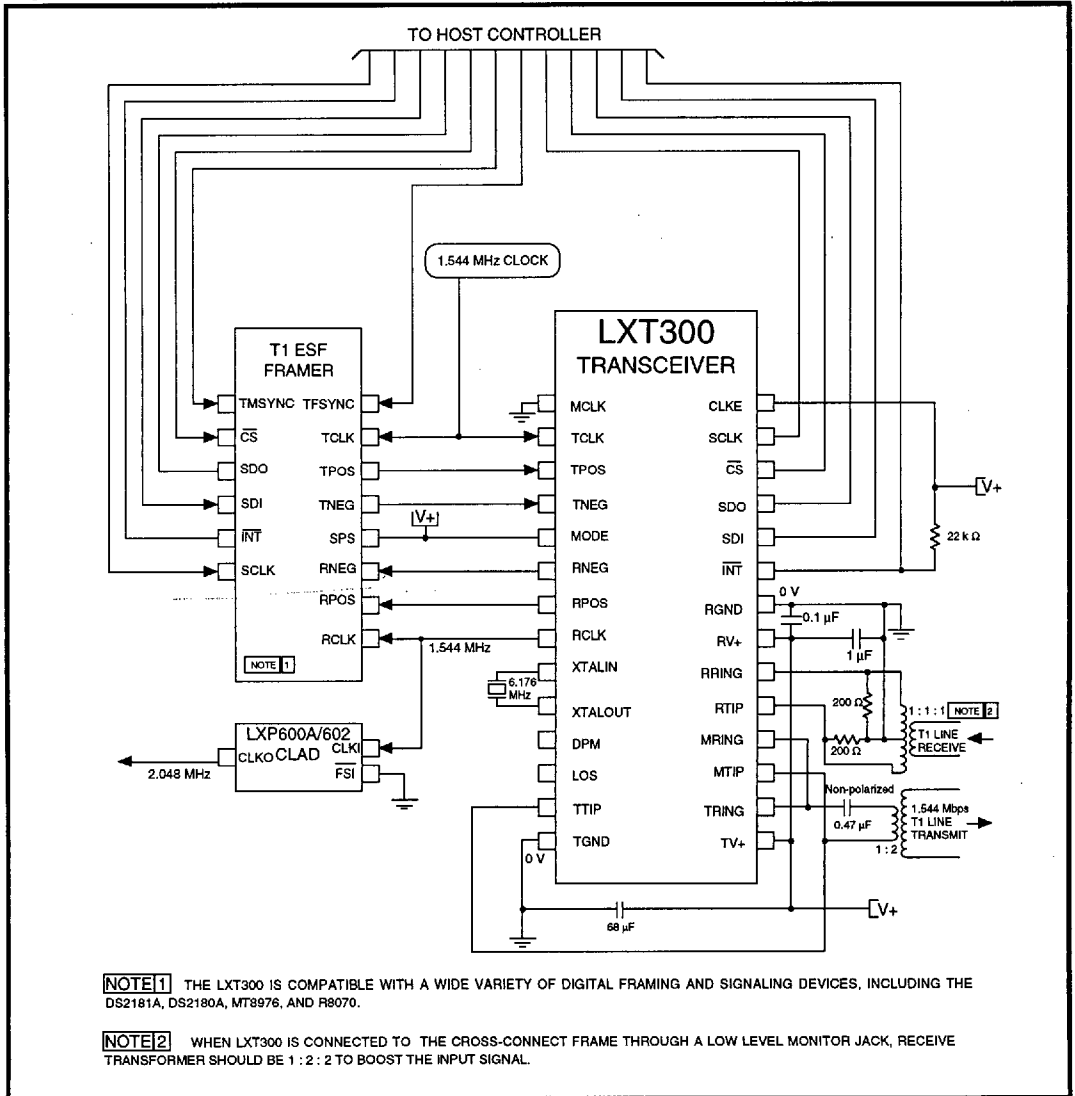 TO HOST CONTROLLER
1.544 MHz CLOCK
T1 ESF
FRAMER
TMSYNC TFSYNC
CS TCLK
SDO TPOS
SDI TNEG
INT SPS
SCLK RNEG
RPOS
RCLK
NOTE 1
V+
1.544 MHz
LXP600A/602
CLKO CLAD CLKI
FSI
2.048 MHz
6.176
MHz
LXT300
TRANSCEIVER
MCLK CLKE
TCLK SCLK
TPOS CS
TNEG SDO
MODE SDI
RNEG INT
RPOS RGND
RCLK RV+
XTALIN RRING
XTALOUT RTIP
DPM MRING
LOS MTIP
TTIP TRING
TGND TV+
0 V
68 µF
V+
22 k Ω
0 V
0.1 µF
1 µF
200 Ω
200 Ω
1 : 1 : 1 NOTE 2
T1 LINE
RECEIVE
Non-polarized
0.47 µF
1.544 Mbps
T1 LINE
TRANSMIT
1 : 2
V+
NOTE 1 THE LXT300 IS COMPATIBLE WITH A WIDE VARIETY OF DIGITAL FRAMING AND SIGNALING DEVICES, INCLUDING THE
DS2181A, DS2180A, MT8976, AND R8070.
NOTE 2 WHEN LXT300 IS CONNECTED TO THE CROSS-CONNECT FRAME THROUGH A LOW LEVEL MONITOR JACK, RECEIVE
TRANSFORMER SHOULD BE 1 : 2 : 2 TO BOOST THE INPUT SIGNAL.